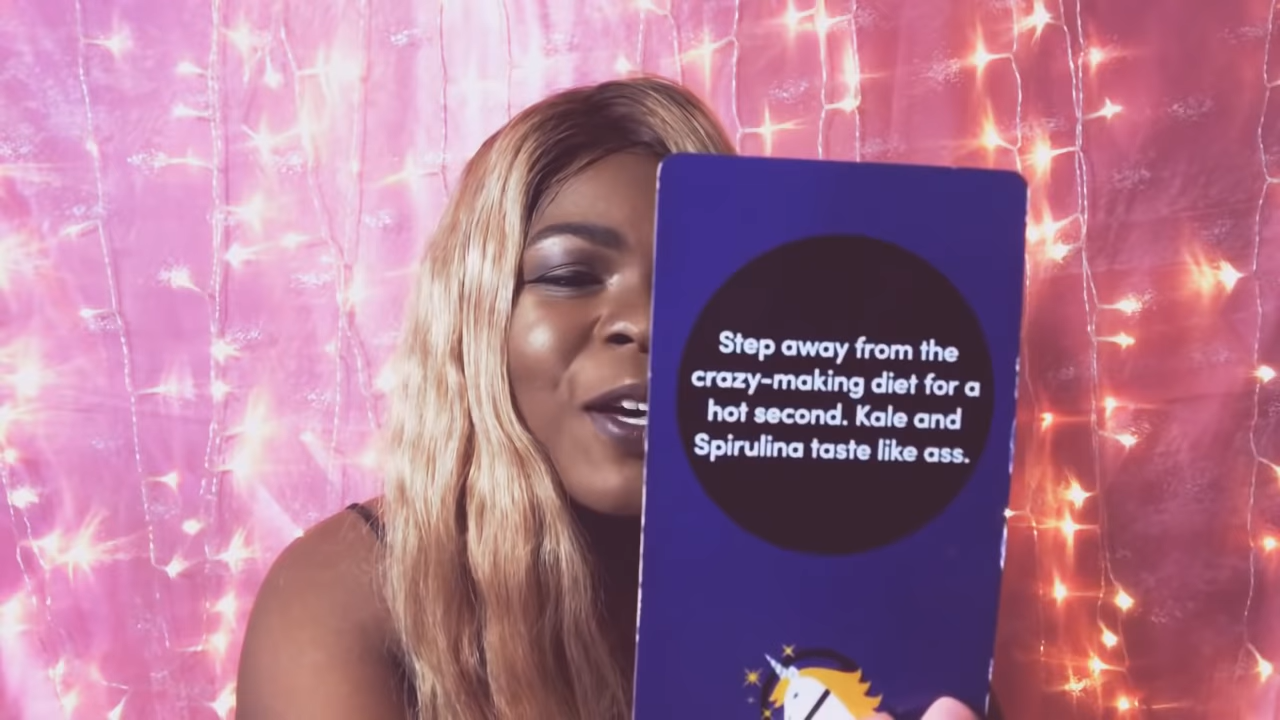 Step away from the
crazy-making diet for a
hot second. Kale and
Spirulina taste like ass.